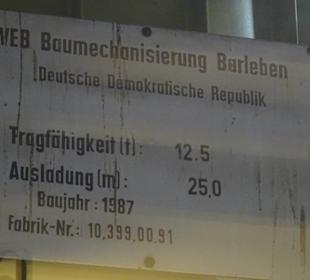 VEB Baumechanisierung Barleben
(Deutsche Demokratische Republik
Tragfähigkeit (t): 12.5
Ausladung (m): 25,0
Baujahr: 1987
Fabrik-Nr.: 10,399,00.91